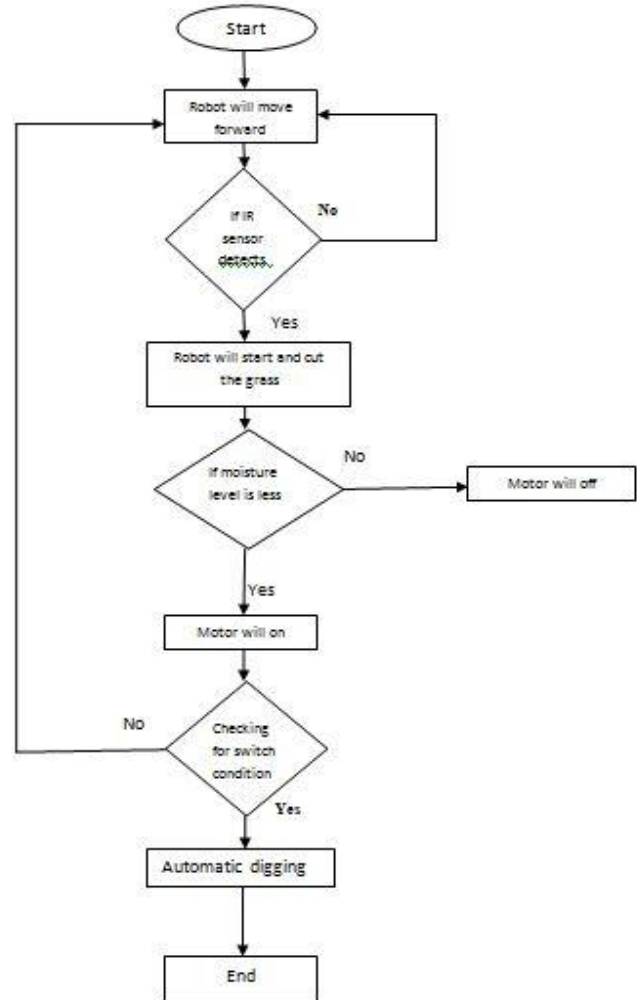 Start
Robot will move
forward
If IR
sensor
detects
No
Yes
Robot will start and cut
the grass
If moisture
level is less
No
Motor will off
Yes
Motor will on
Checking
for switch
condition
No
Yes
Automatic digging
End